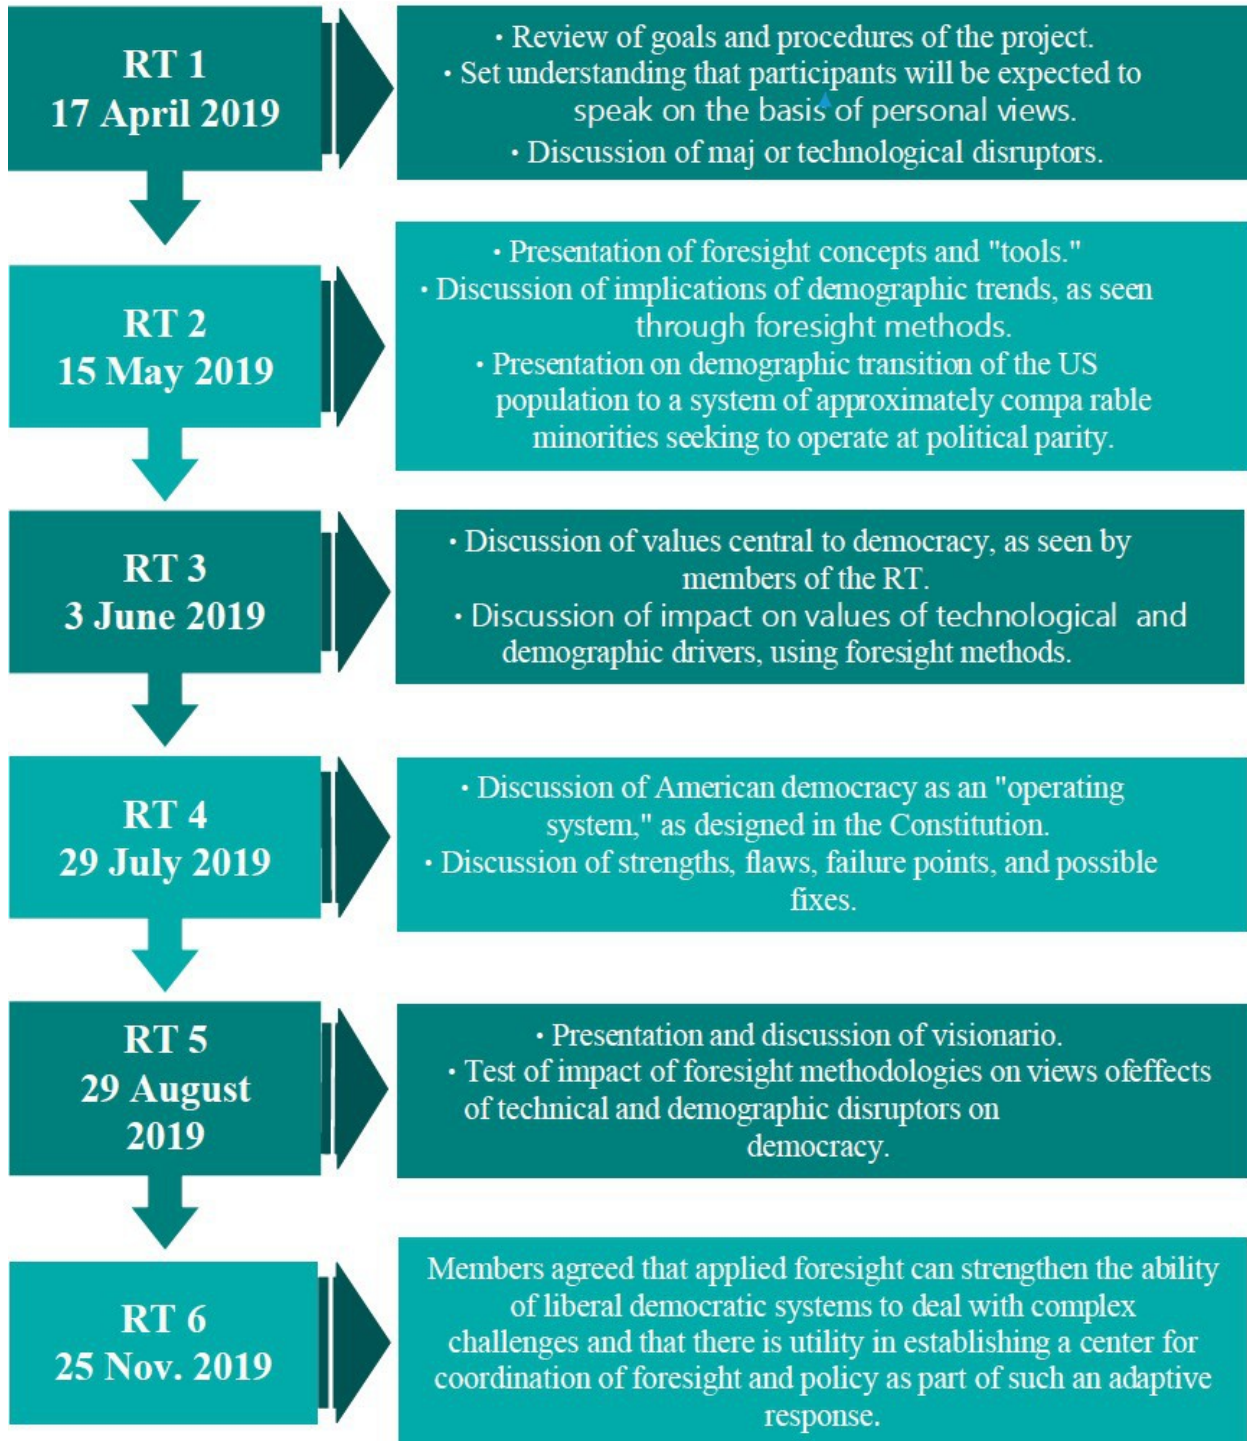 RT 1
17 April 2019
• Review of goals and procedures of the project.
• Set understanding that participants will be expected to
speak on the basis of personal views.
• Discussion of maj or technological disruptors.
RT 2
15 May 2019
• Presentation of foresight concepts and "tools."
• Discussion of implications of demographic trends, as seen
through foresight methods.
• Presentation on demographic transition of the US
population to a system of approximately compa rable
minorities seeking to operate at political parity.
RT 3
3 June 2019
• Discussion of values central to democracy, as seen by
members of the RT.
• Discussion of impact on values of technological and
demographic drivers, using foresight methods.
RT 4
29 July 2019
• Discussion of American democracy as an "operating
system," as designed in the Constitution.
• Discussion of strengths, flaws, failure points, and possible
fixes.
RT 5
29 August
2019
• Presentation and discussion of visionario.
• Test of impact of foresight methodologies on views ofeffects
of technical and demographic disruptors on
democracy.
RT 6
25 Nov. 2019
Members agreed that applied foresight can strengthen the ability
of liberal democratic systems to deal with complex
challenges and that there is utility in establishing a center for
coordination of foresight and policy as part of such an adaptive
response.